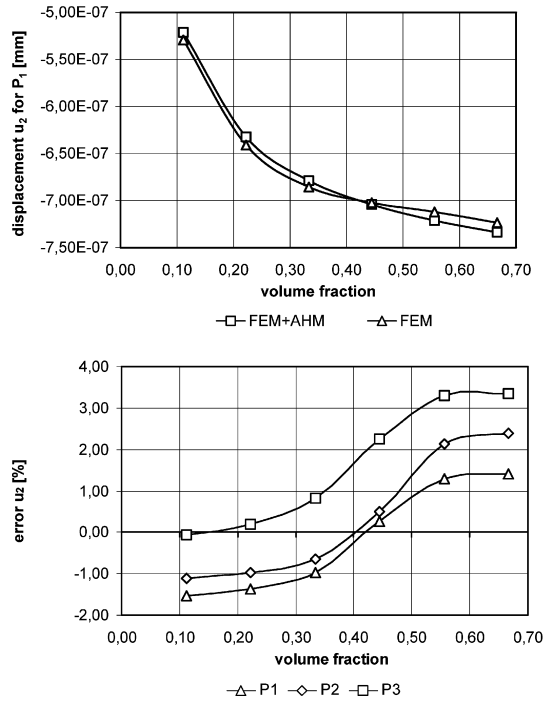 displacement u2 for P1 [mm]
-5,00E-07
-5,50E-07
-6,00E-07
-6,50E-07
-7,00E-07
-7,50E-07
0,00 0,10 0,20 0,30 0,40 0,50 0,60 0,70
volume fraction
FEM+AHM FEM
error u2 [%]
4,00
3,00
2,00
1,00
0,00
-1,00
-2,00
0,00 0,10 0,20 0,30 0,40 0,50 0,60 0,70
volume fraction
P1 P2 P3